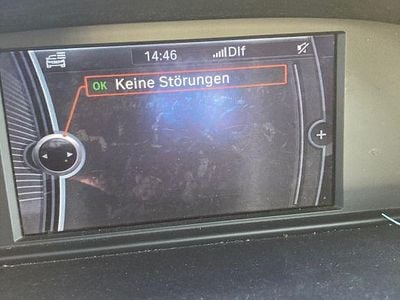 14:46 Dlf
OK Keine Störungen
+